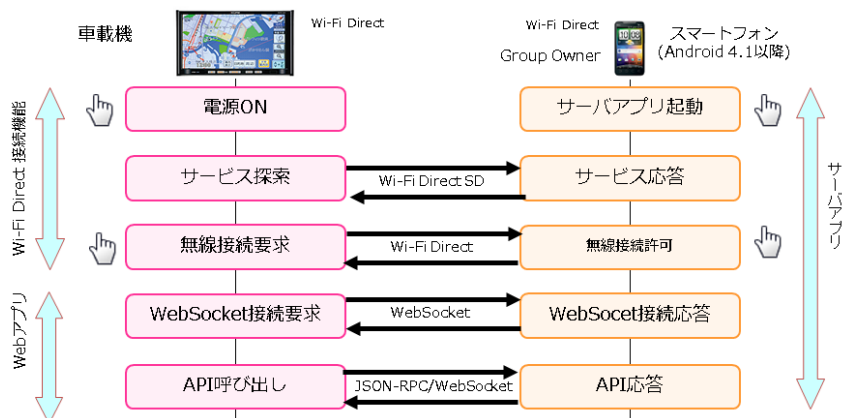 車載機
Wi-Fi Direct
Wi-Fi Direct
Group Owner
スマートフォン
(Android 4.1以降)
電源ON
サーバアプリ起動
サービス探索
Wi-Fi Direct SD
サービス応答
無線接続要求
Wi-Fi Direct
無線接続許可
WebSocket接続要求
WebSocket
WebSocet接続応答
API呼び出し
JSON-RPC/WebSocket
API応答
Wi-Fi Direct 接続機能
Webアプリ
サーバアプリ